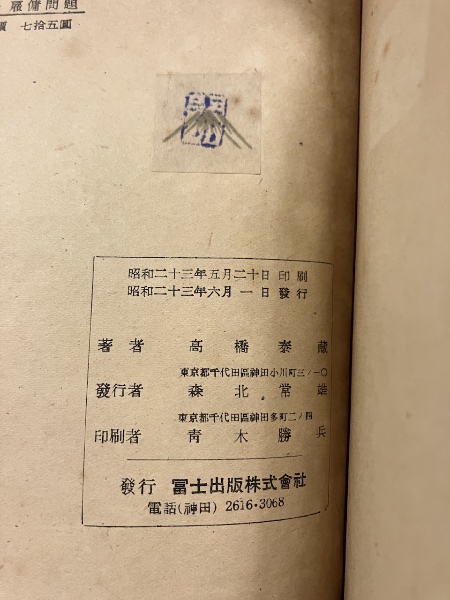 雇傭問題
七拾五圓
昭和二十三年五月二十日 印刷
昭和二十三年六月一日 發行
著者 高橋泰藏
東京都千代田區神田小川町三ノ一〇
發行者 森北常雄
東京都千代田區神田多町二ノ四
印刷者 靑木勝兵
發行 冨士出版株式會社
電話(神田) 2616・3068